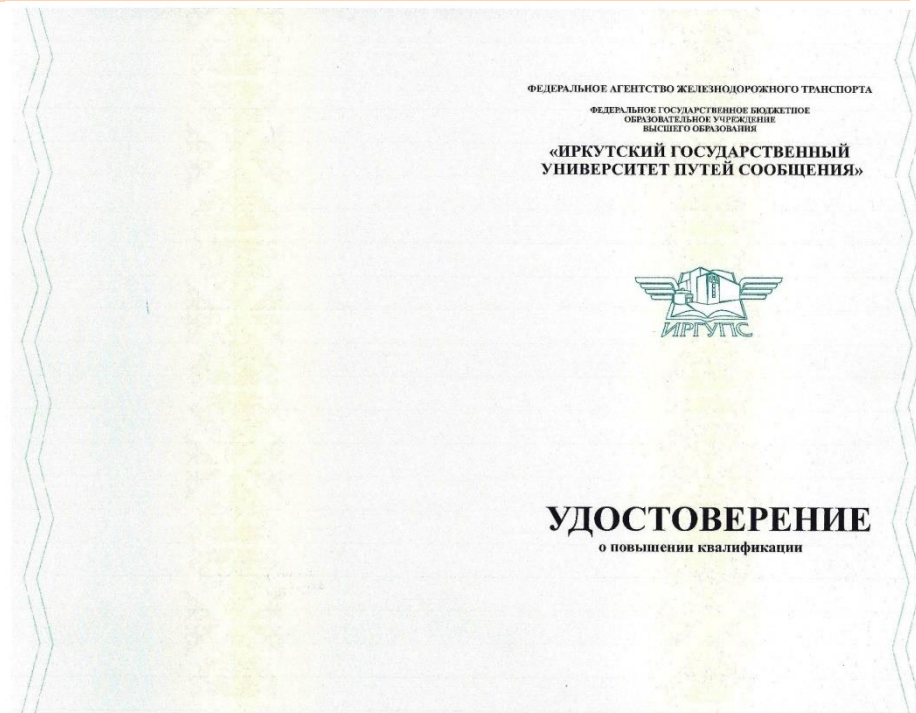 ФЕДЕРАЛЬНОЕ АГЕНТСТВО ЖЕЛЕЗНОДОРОЖНОГО ТРАНСПОРТА
ФЕДЕРАЛЬНОЕ ГОСУДАРСТВЕННОЕ БЮДЖЕТНОЕ
ОБРАЗОВАТЕЛЬНОЕ УЧРЕЖДЕНИЕ
ВЫСШЕГО ОБРАЗОВАНИЯ
«ИРКУТСКИЙ ГОСУДАРСТВЕННЫЙ
УНИВЕРСИТЕТ ПУТЕЙ СООБЩЕНИЯ»
ИРГУПС
УДОСТОВЕРЕНИЕ
о повышении квалификации